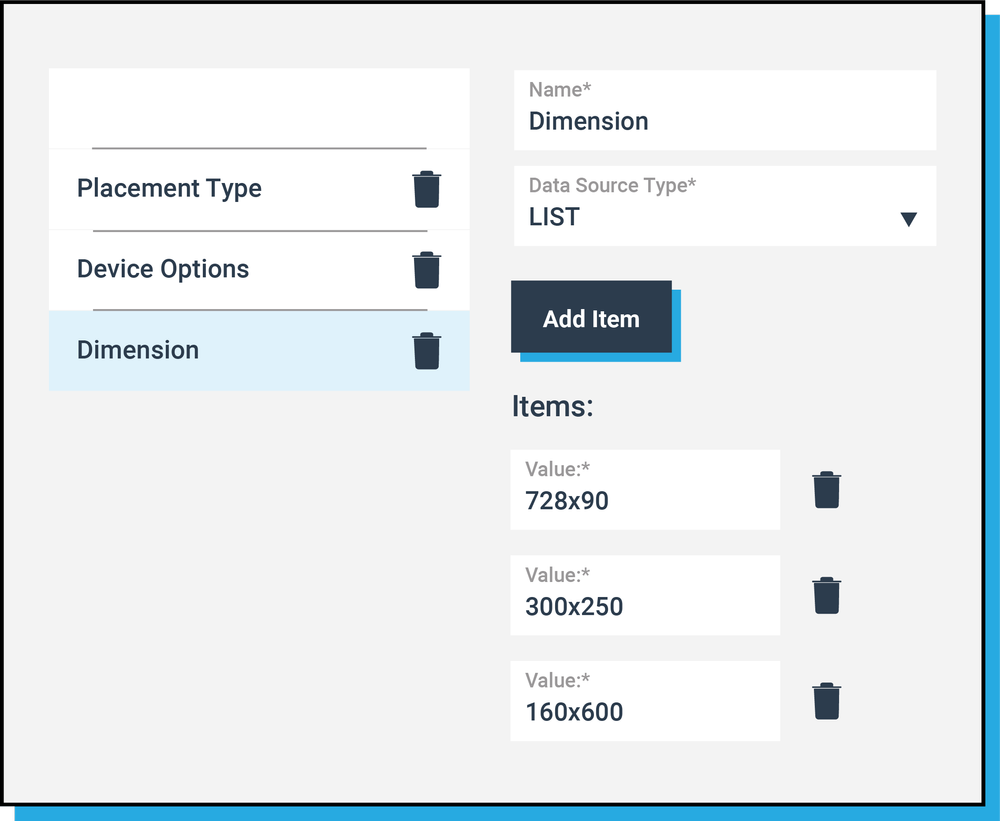 Placement Type
Device Options
Dimension
Name*
Dimension
Data Source Type*
LIST
Add Item
Items:
Value:*
728x90
Value:*
300x250
Value:*
160x600